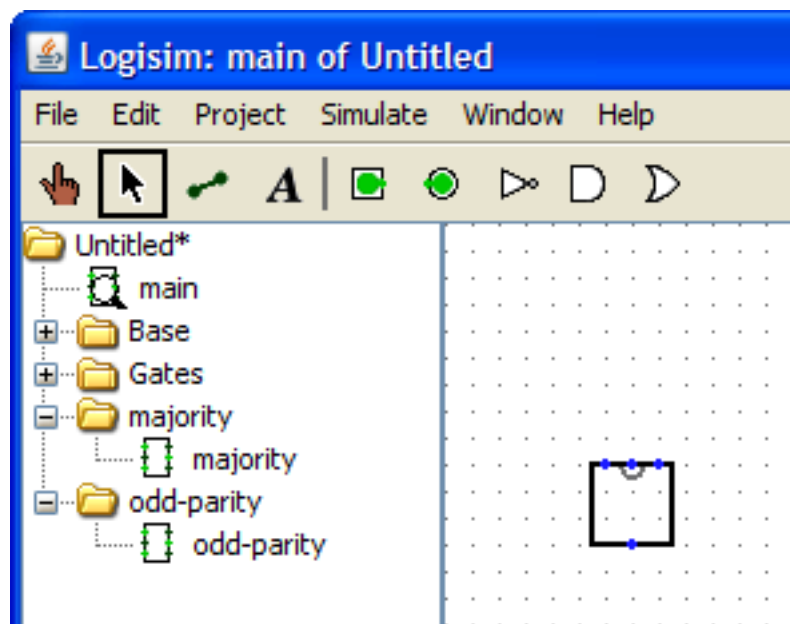 Logisim: main of Untitled
File Edit Project Simulate Window Help
A
Untitled*
main
Base
Gates
majority
majority
odd-parity
odd-parity